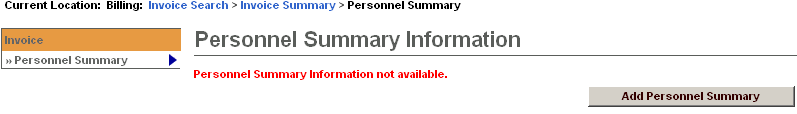 Current Location: Billing: Invoice Search > Invoice Summary > Personnel Summary
Invoice
» Personnel Summary
Personnel Summary Information
Personnel Summary Information not available.
Add Personnel Summary